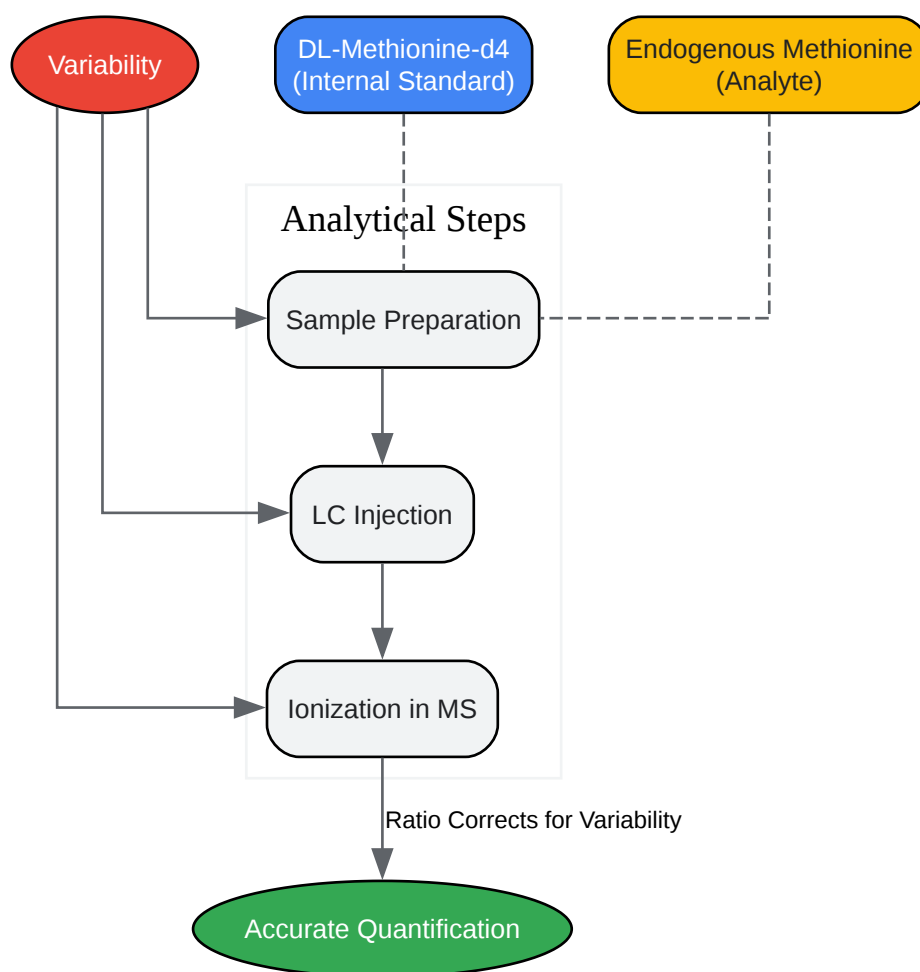 Variability
DL-Methionine-d4
(Internal Standard)
Endogenous Methionine
(Analyte)
Analytical Steps
Sample Preparation
LC Injection
Ionization in MS
Ratio Corrects for Variability
Accurate Quantification